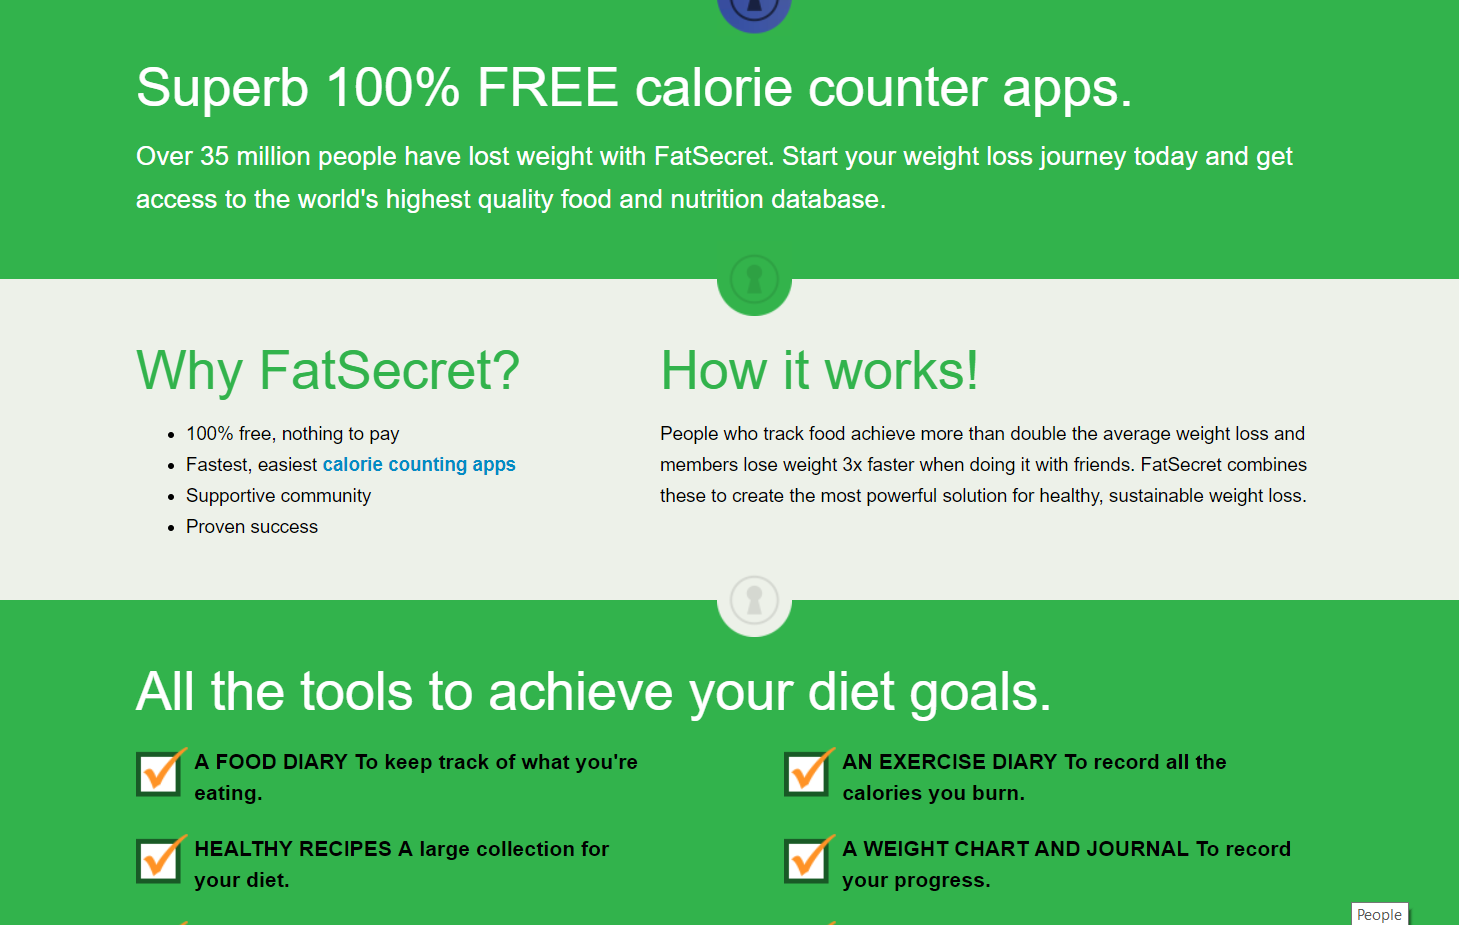 Superb 100% FREE calorie counter apps.
Over 35 million people have lost weight with FatSecret. Start your weight loss journey today and get
access to the world's highest quality food and nutrition database.
Why FatSecret?
100% free, nothing to pay
Fastest, easiest calorie counting apps
Supportive community
Proven success
How it works!
People who track food achieve more than double the average weight loss and
members lose weight 3x faster when doing it with friends. FatSecret combines
these to create the most powerful solution for healthy, sustainable weight loss.
All the tools to achieve your diet goals.
A FOOD DIARY To keep track of what you're
eating.
AN EXERCISE DIARY To record all the
calories you burn.
HEALTHY RECIPES A large collection for
your diet.
A WEIGHT CHART AND JOURNAL To record
your progress.
People